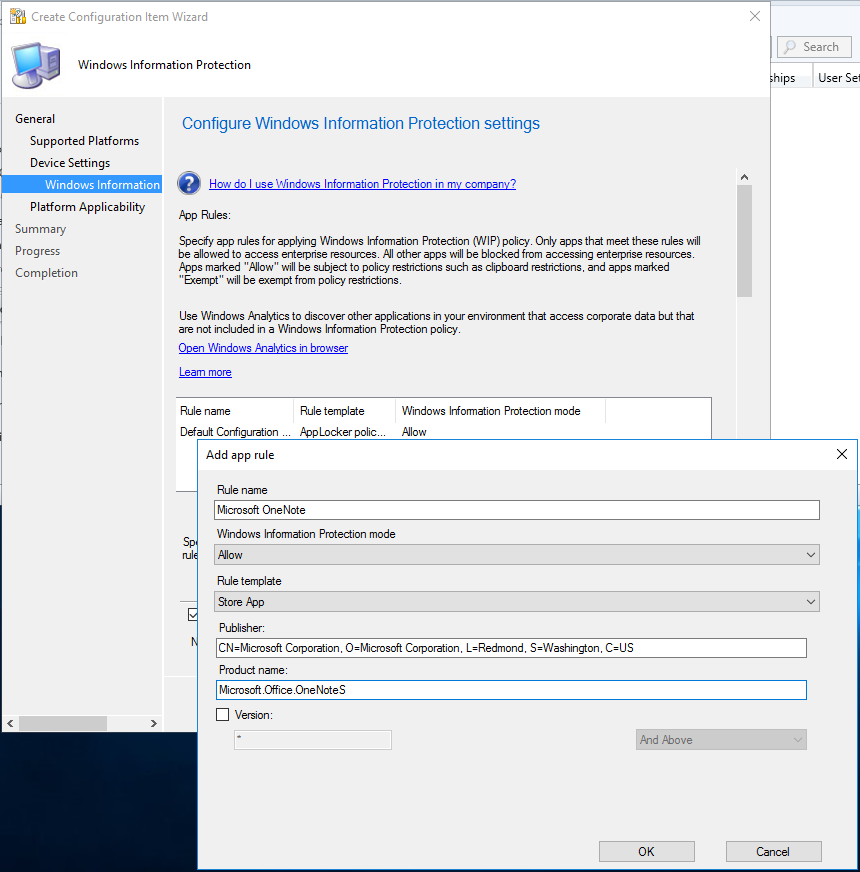 Create Configuration Item Wizard
Search
Windows Information Protection
ships
User Set
General
Supported Platforms
Device Settings
Windows Information
Platform Applicability
Summary
Progress
Completion
Configure Windows Information Protection settings
How do I use Windows Information Protection in my company?
App Rules:
Specify app rules for applying Windows Information Protection (WIP) policy. Only apps that meet these rules will
be allowed to access enterprise resources. All other apps will be blocked from accessing enterprise resources.
Apps marked "Allow" will be subject to policy restrictions such as clipboard restrictions, and apps marked
"Exempt" will be exempt from policy restrictions.
Use Windows Analytics to discover other applications in your environment that access corporate data but that
are not included in a Windows Information Protection policy.
Open Windows Analytics in browser
Learn more
Rule name Rule template Windows Information Protection mode
Default Configuration ... AppLocker polic... Allow
Spe
rule
N
Add app rule
Rule name
Microsoft OneNote
Windows Information Protection mode
Allow
Rule template
Store App
Publisher:
CN=Microsoft Corporation, O=Microsoft Corporation, L=Redmond, S=Washington, C=US
Product name:
Microsoft.Office.OneNoteS
Version:
*
And Above
OK
Cancel